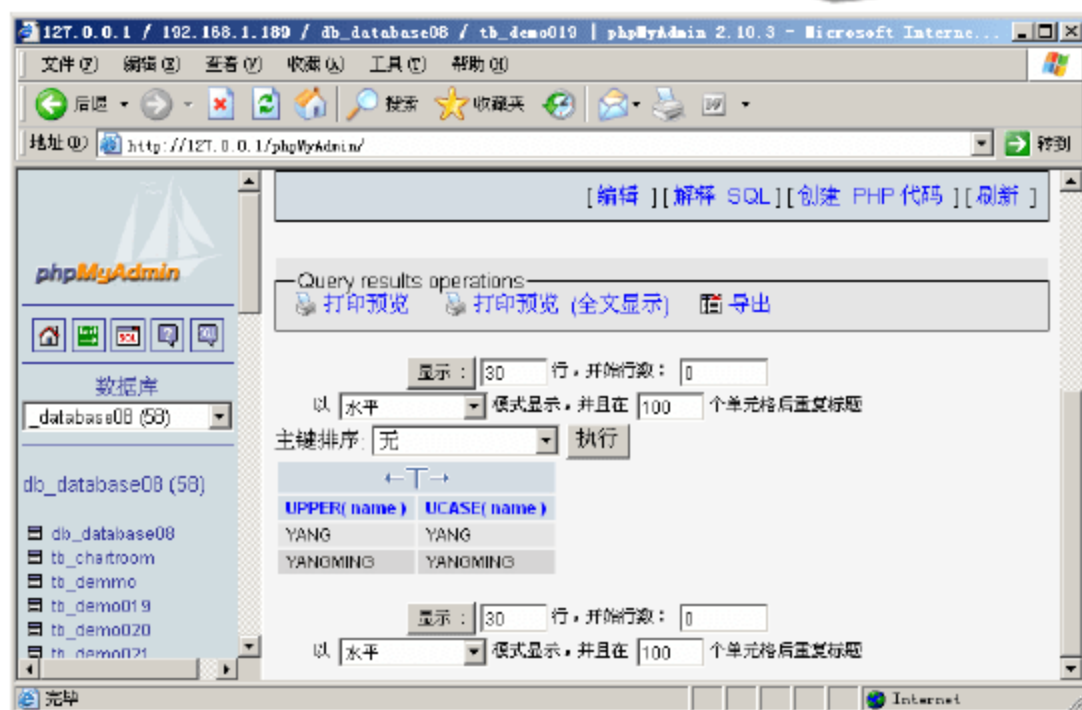 127.0.0.1 / 192.168.1.189 / db_database08 / tb_demo019 | phpMyAdmin 2.10.3 - Microsoft Interne...
文件(F) 编辑(E) 查看(V) 收藏(A) 工具(T) 帮助(H)
后退 搜索 收藏夹
地址(D) http://127.0.0.1/phpMyAdmin/ 转到
phpMyAdmin
SQL
数据库
_database08 (58)
db_database08 (58)
db_database08
tb_chartroom
tb_demmo
tb_demo019
tb_demo020
tb_demo021
[编辑 ][解释 SQL][创建 PHP 代码 ][刷新 ]
Query results operations
打印预览 打印预览 (全文显示) 导出
显示 : 30 行，开始行数： 0
以 水平 模式显示，并且在 100 个单元格后重复标题
主键排序: 无 执行
←T→
UPPER( name ) UCASE( name )
YANG YANG
YANGMING YANGMING
显示 : 30 行，开始行数： 0
以 水平 模式显示，并且在 100 个单元格后重复标题
完毕 Internet